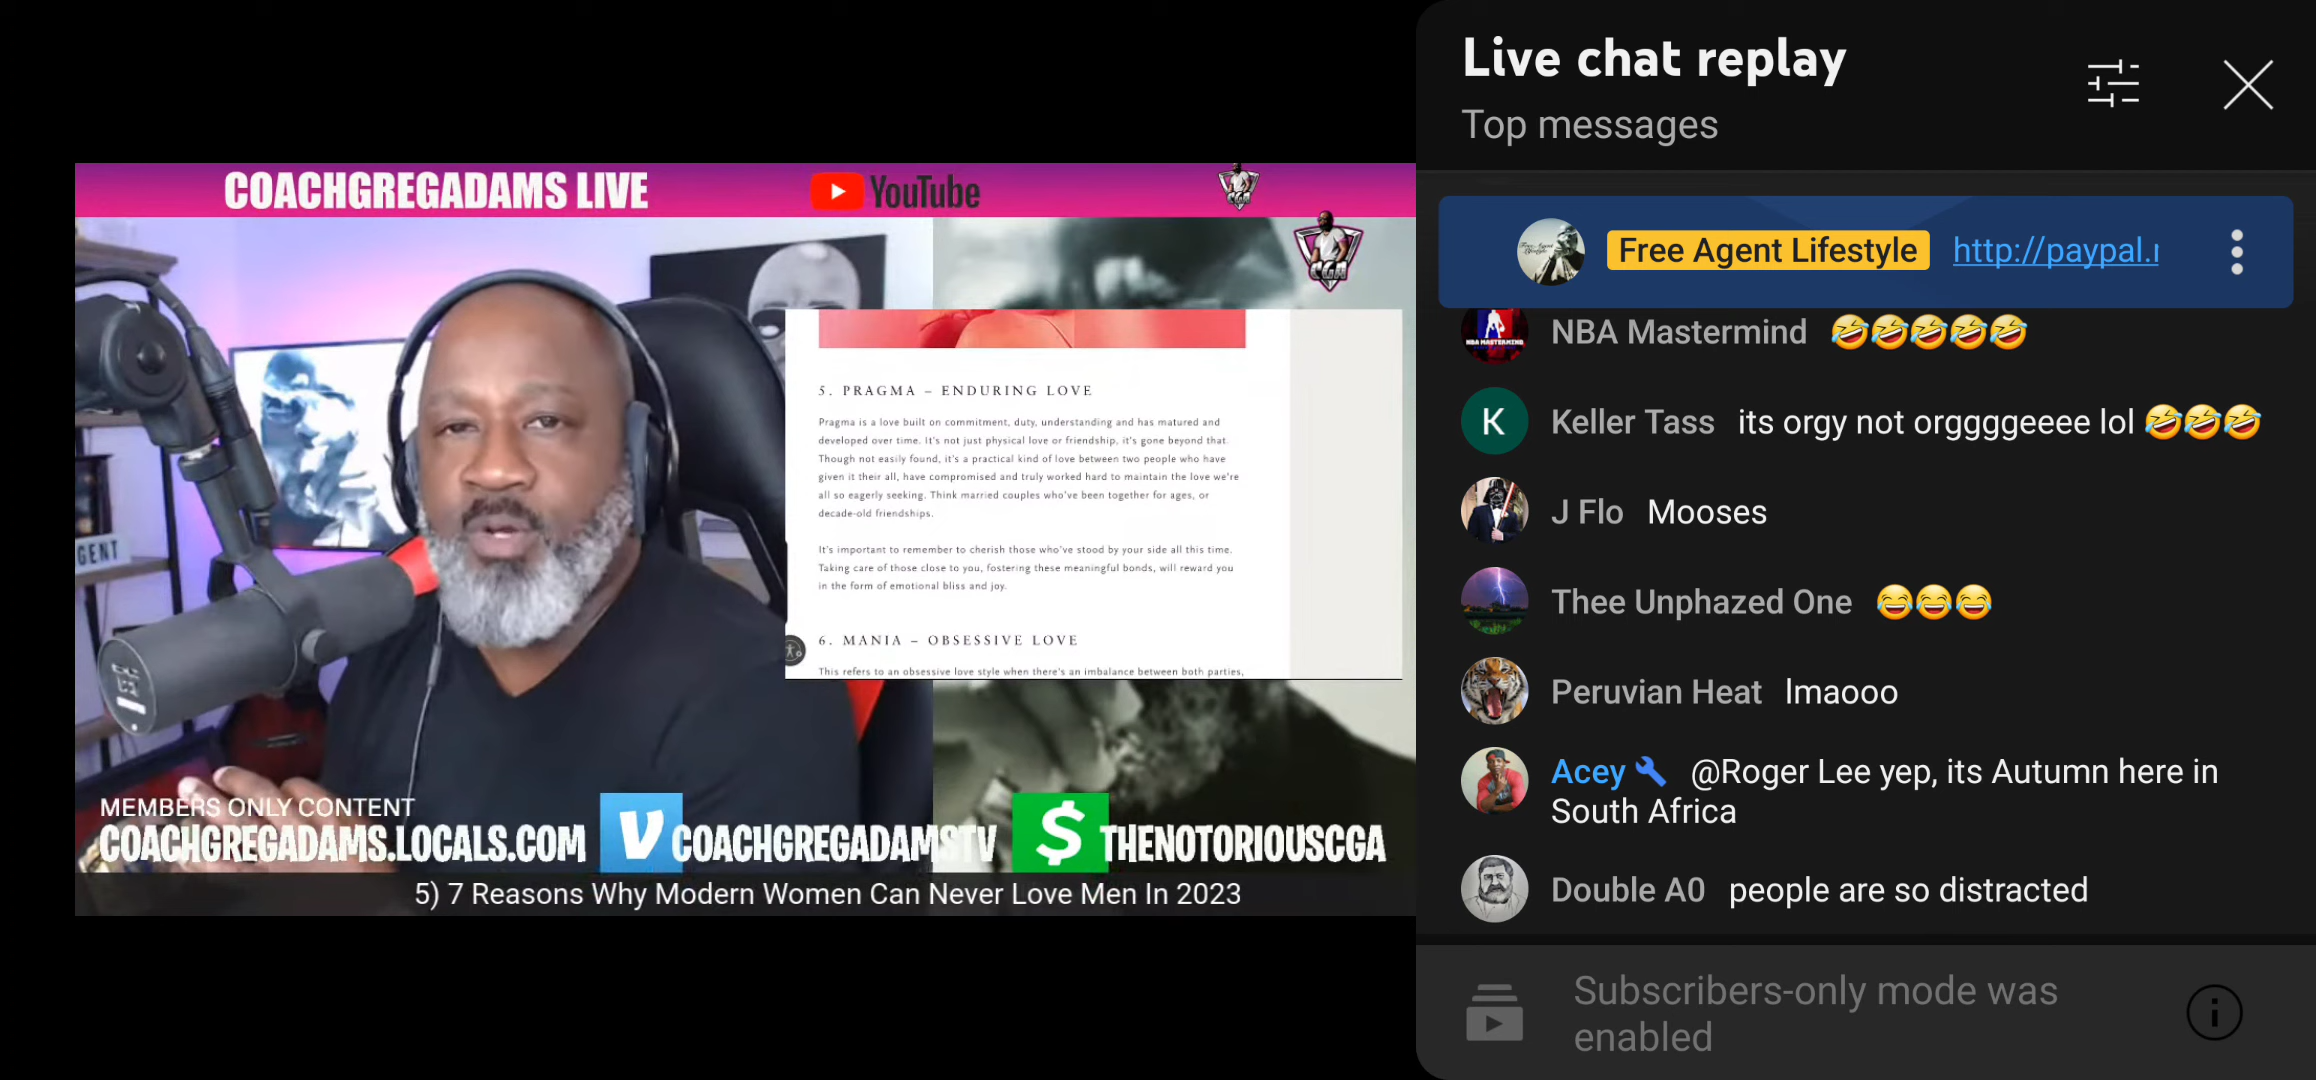 COACHGREGADAMS LIVE
YouTube
CGA
CGA
GENT
5. PRAGMA – ENDURING LOVE
Pragma is a love built on commitment, duty, understanding and has matured and
developed over time. It's not just physical love or friendship, it's gone beyond that.
Though not easily found, it's a practical kind of love between two people who have
given it their all, have compromised and truly worked hard to maintain the love we're
all so eagerly seeking. Think married couples who've been together for ages, or
decade-old friendships.
It's important to remember to cherish those who've stood by your side all this time.
Taking care of those close to you, fostering these meaningful bonds, will reward you
in the form of emotional bliss and joy.
6. MANIA – OBSESSIVE LOVE
This refers to an obsessive love style when there's an imbalance between both parties,
MEMBERS ONLY CONTENT
COACHGREGADAMS.LOCALS.COM
V COACHGREGADAMSTV
$ THENOTORIOUSCGA
5) 7 Reasons Why Modern Women Can Never Love Men In 2023
Live chat replay
Top messages
Free Agent Lifestyle http://paypal.
NBA Mastermind 🤣🤣🤣🤣🤣
NBA MASTERMIND
K Keller Tass its orgy not orggggeeee lol 🤣🤣🤣
J Flo Mooses
Thee Unphazed One 😂😂😂
Peruvian Heat lmaooo
Acey @Roger Lee yep, its Autumn here in
South Africa
Double A0 people are so distracted
Subscribers-only mode was
enabled